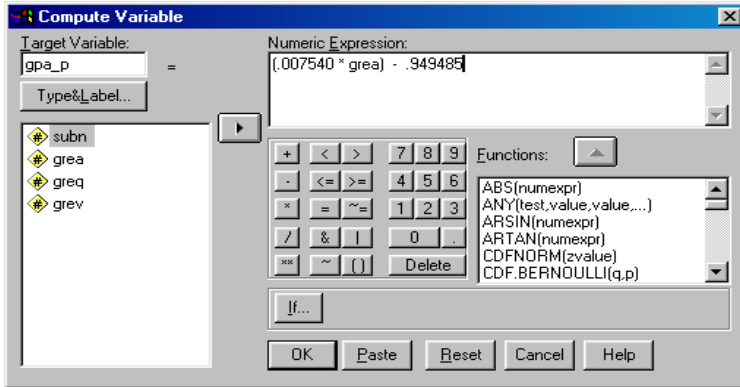 Compute Variable
Target Variable:
gpa_p
=
Numeric Expression:
(.007540 * grea) - .949485
Type&Label...
subn
grea
greq
grev
+ < > 7 8 9
- <= >= 4 5 6
* = ~= 1 2 3
/ & | 0 .
** ~ ( ) Delete
Functions:
ABS(numexpr)
ANY(test,value,value,...)
ARSIN(numexpr)
ARTAN(numexpr)
CDFNORM(zvalue)
CDF.BERNOULLI(q,p)
If...
OK Paste Reset Cancel Help